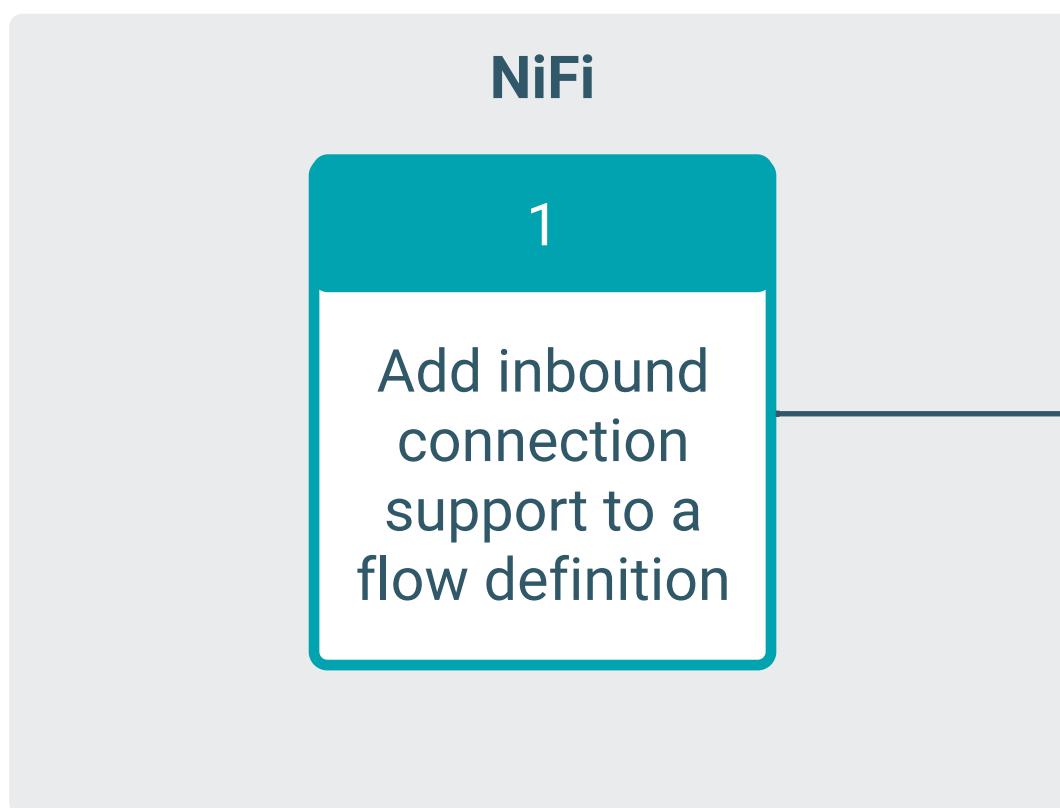 NiFi
1
Add inbound
connection
support to a
flow definition